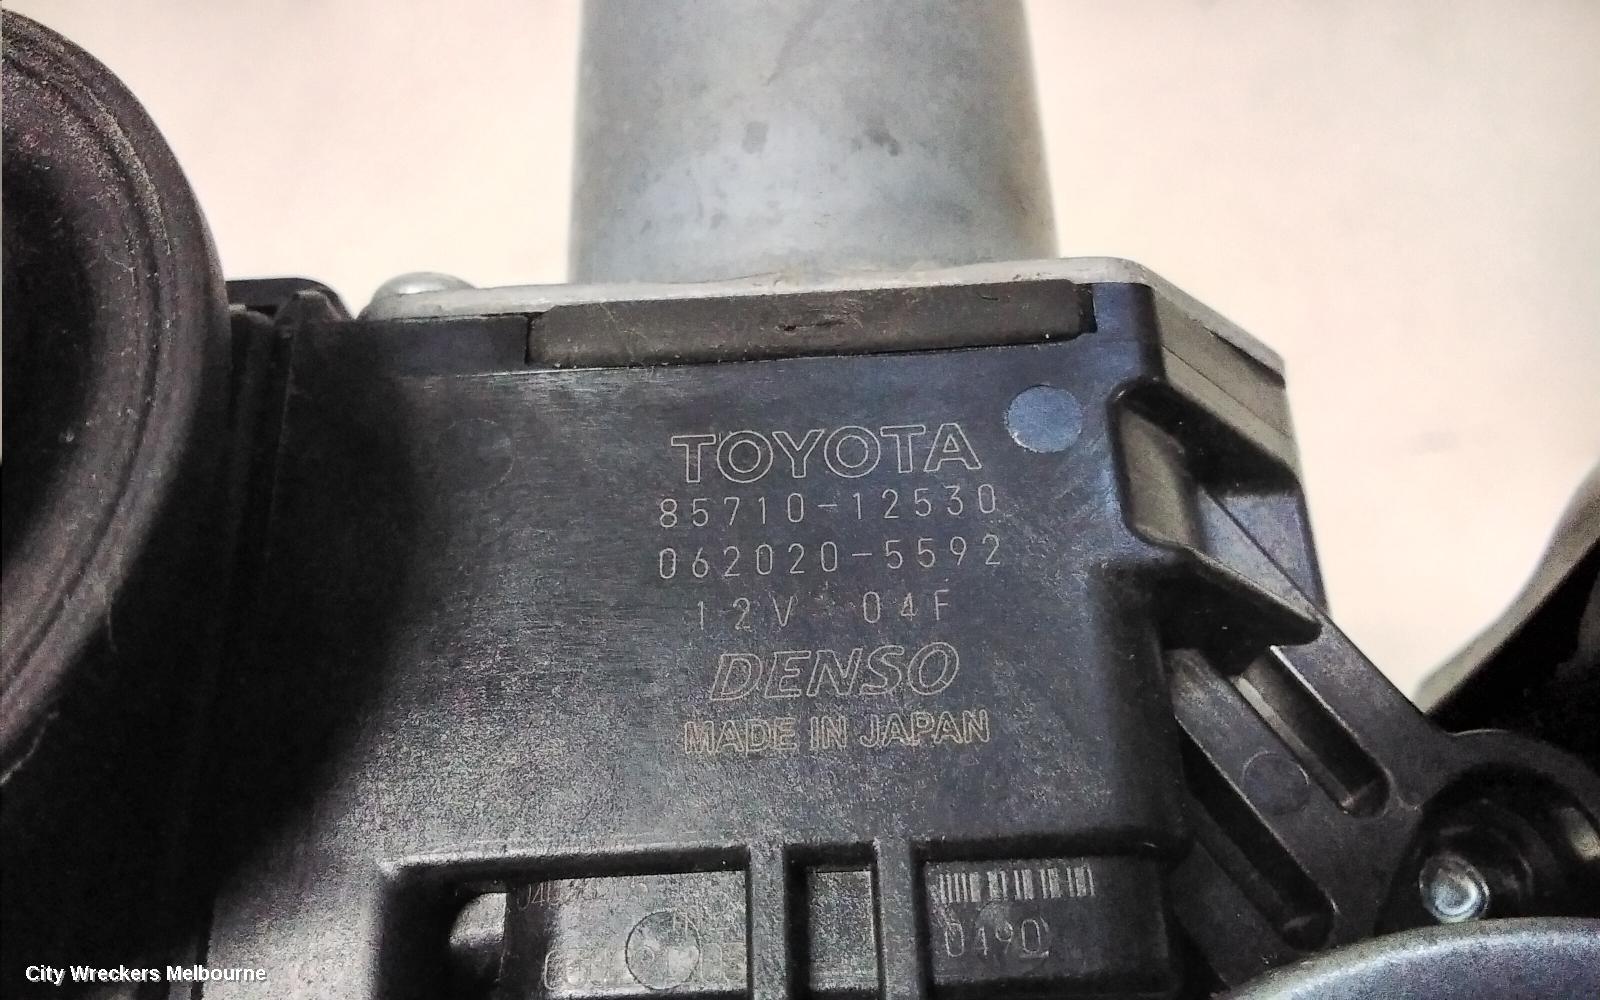 TOYOTA
85710-12530
062020-5592
12V 04F
DENSO
MADE IN JAPAN
0490
City Wreckers Melbourne